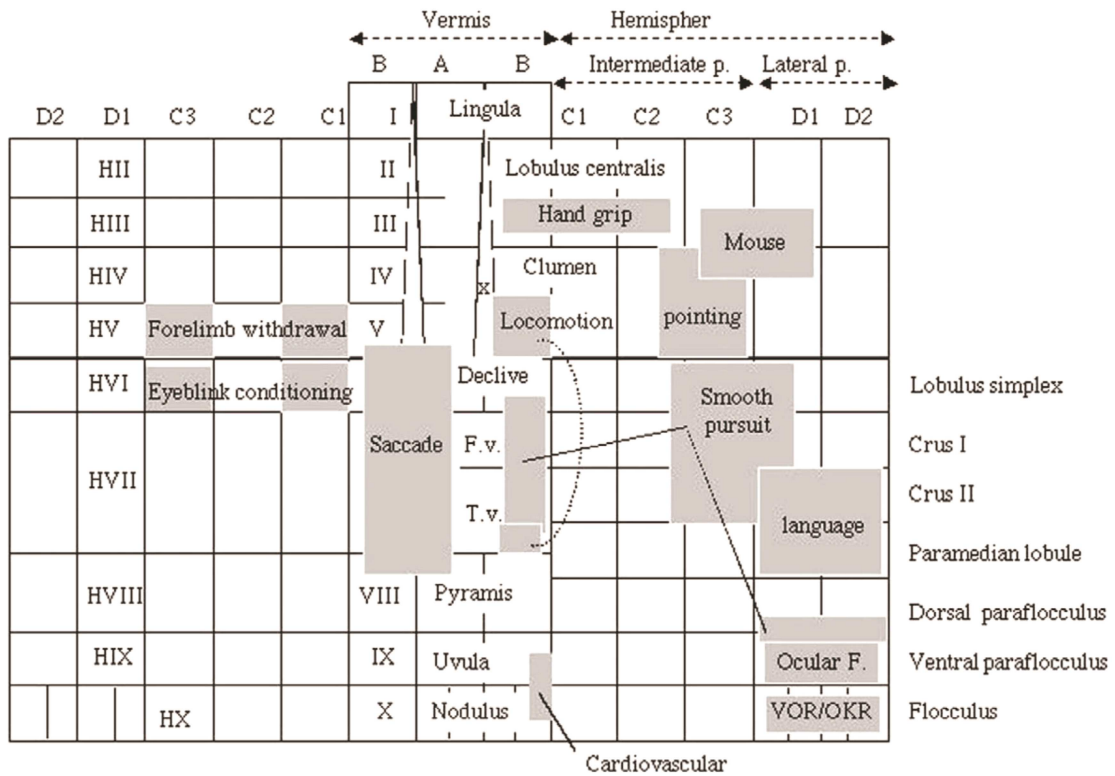 Vermis Hemispher
B A B Intermediate p. Lateral p.
D2 D1 C3 C2 C1 I Lingula C1 C2 C3 D1 D2
HII II Lobulus centralis
HIII III Hand grip Mouse
HIV IV x Clumen
HV Forelimb withdrawal V Locomotion pointing
HVI Eyeblink conditioning Declive Smooth pursuit Lobulus simplex
HVII Saccade F.v. Crus I
T.v. language Crus II
Paramedian lobule
HVIII VIII Pyramis Dorsal paraflocculus
HIX IX Uvula Ocular F. Ventral paraflocculus
HX X Nodulus VOR/OKR Flocculus
Cardiovascular